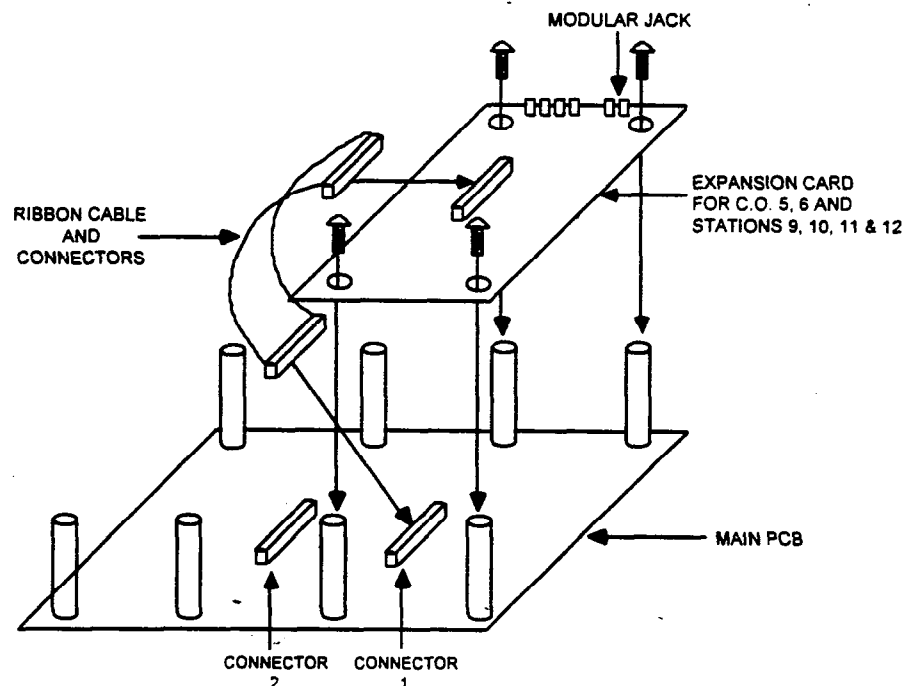 MODULAR JACK
EXPANSION CARD
FOR C.O. 5, 6 AND
STATIONS 9, 10, 11 & 12
RIBBON CABLE
AND
CONNECTORS
MAIN PCB
CONNECTOR
2
CONNECTOR
1